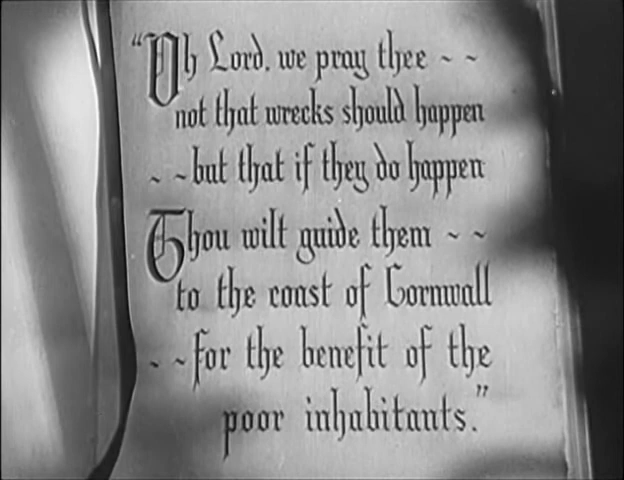 “Oh Lord, we pray thee ~ ~
not that wrecks should happen
~ ~ but that if they do happen
Thou wilt guide them ~ ~
to the coast of Cornwall
~ ~ for the benefit of the
poor inhabitants.”